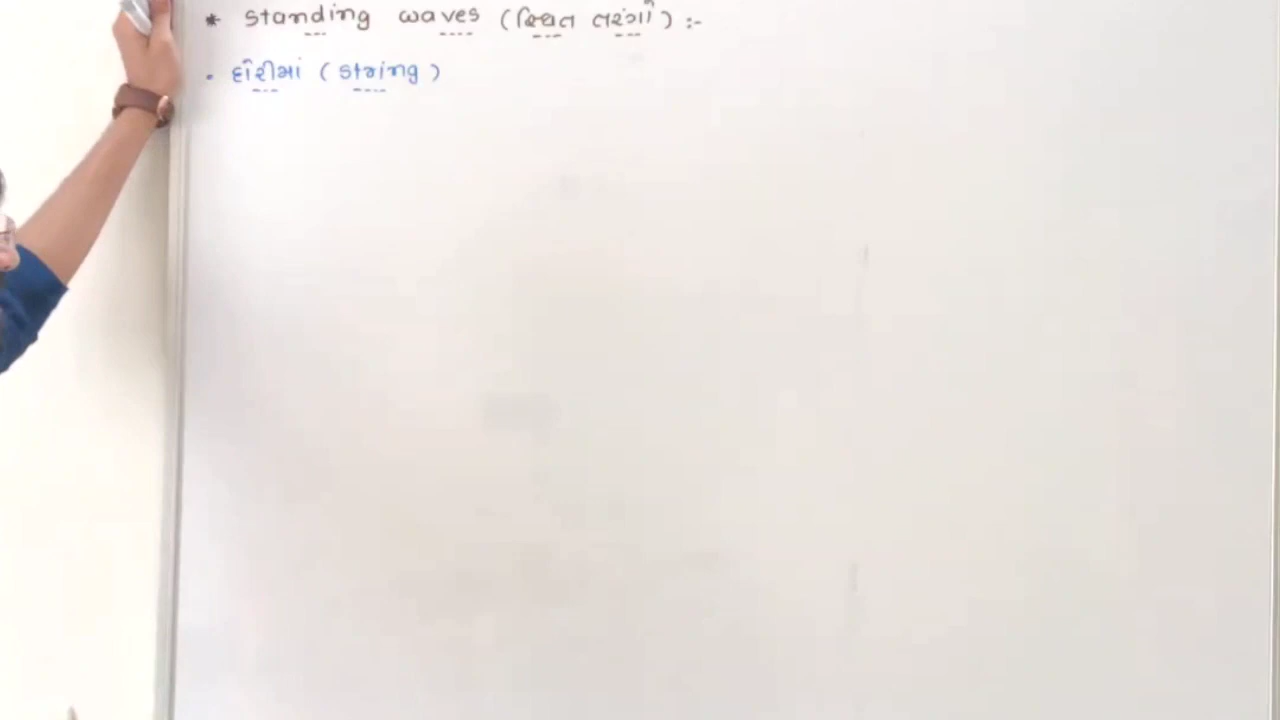 * Standing waves (સ્થિત તરંગો) :-
• દોરીમાં (string)